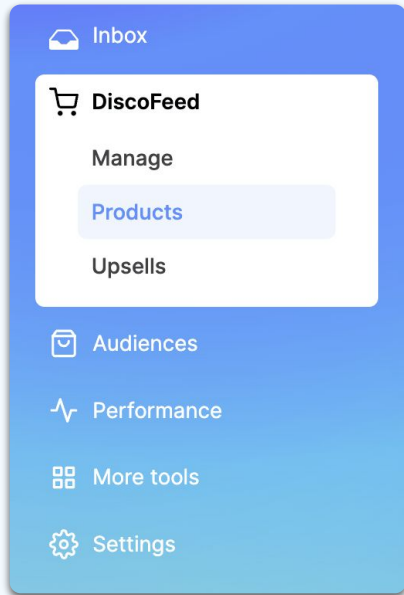 Inbox
DiscoFeed
Manage
Products
Upsells
Audiences
Performance
More tools
Settings